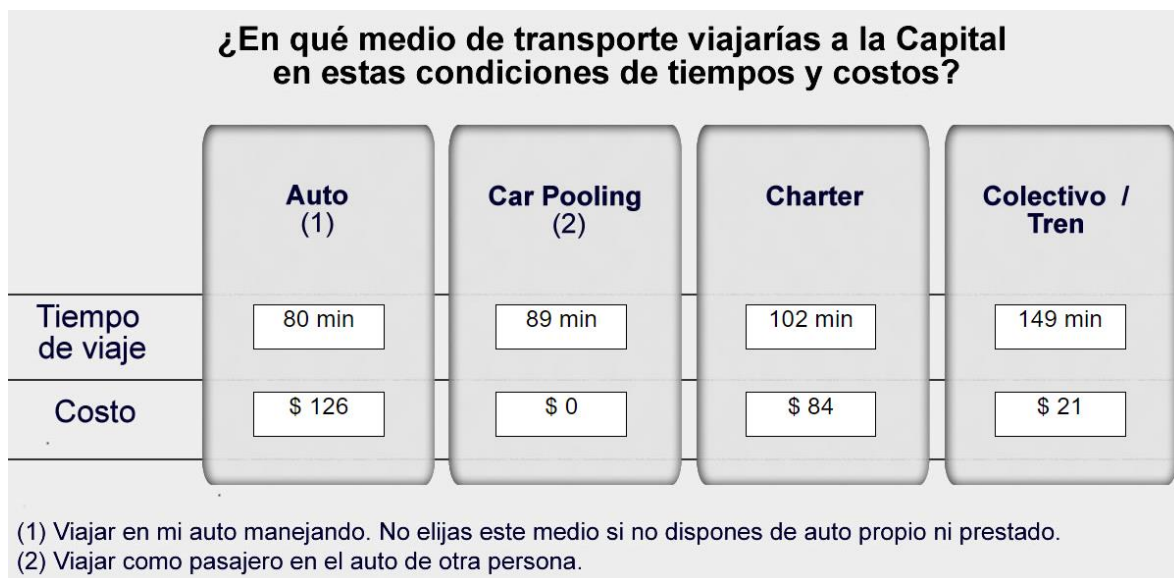 ¿En qué medio de transporte viajarías a la Capital
en estas condiciones de tiempos y costos?
Auto
(1)
Car Pooling
(2)
Charter
Colectivo /
Tren
Tiempo
de viaje
80 min
89 min
102 min
149 min
Costo
$ 126
$ 0
$ 84
$ 21
(1) Viajar en mi auto manejando. No elijas este medio si no dispones de auto propio ni prestado.
(2) Viajar como pasajero en el auto de otra persona.